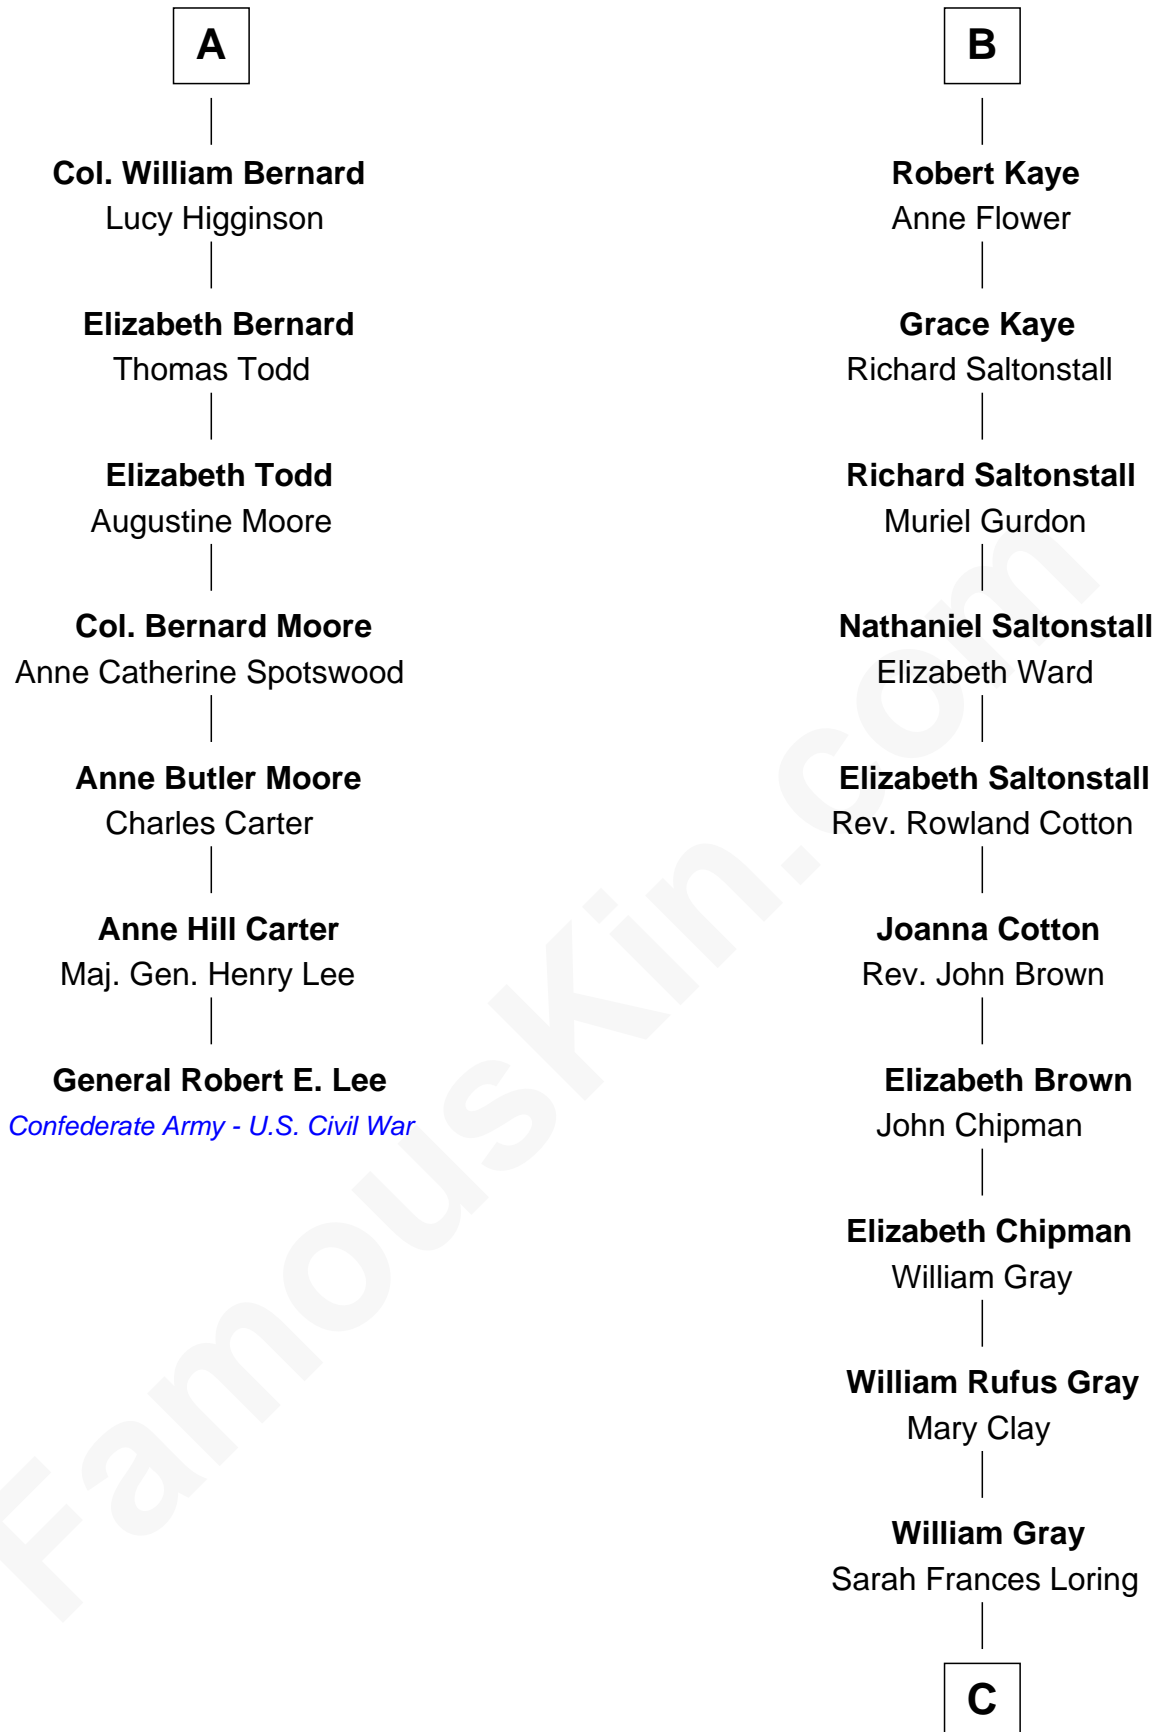 A
Col. William Bernard
Lucy Higginson
Elizabeth Bernard
Thomas Todd
Elizabeth Todd
Augustine Moore
Col. Bernard Moore
Anne Catherine Spotswood
Anne Butler Moore
Charles Carter
Anne Hill Carter
Maj. Gen. Henry Lee
General Robert E. Lee
Confederate Army - U.S. Civil War
B
Robert Kaye
Anne Flower
Grace Kaye
Richard Saltonstall
Richard Saltonstall
Muriel Gurdon
Nathaniel Saltonstall
Elizabeth Ward
Elizabeth Saltonstall
Rev. Rowland Cotton
Joanna Cotton
Rev. John Brown
Elizabeth Brown
John Chipman
Elizabeth Chipman
William Gray
William Rufus Gray
Mary Clay
William Gray
Sarah Frances Loring
C
FamousKin.com